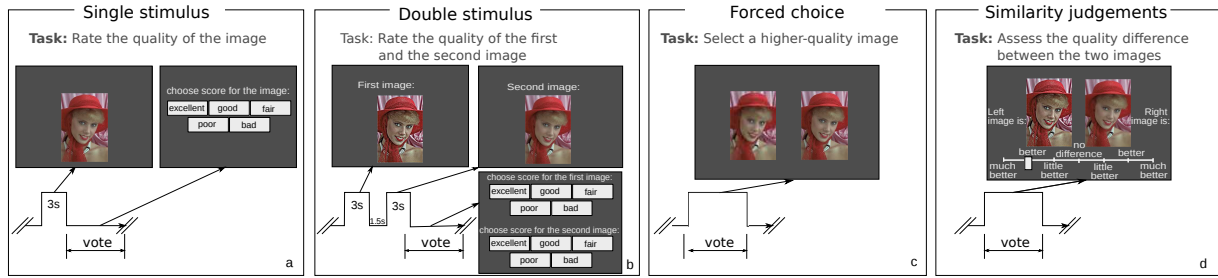 Single stimulus
Task: Rate the quality of the image
choose score for the image:
excellent good fair
poor bad
3s
vote
a
Double stimulus
Task: Rate the quality of the first
and the second image
First image:
Second image:
choose score for the first image:
excellent good fair
poor bad
choose score for the second image:
excellent good fair
poor bad
3s 1.5s 3s
vote
b
Forced choice
Task: Select a higher-quality image
vote
c
Similarity judgements
Task: Assess the quality difference
between the two images
Left
image is:
Right
image is:
no
difference
better better
much
better
little
better
little
better
much
better
vote
d